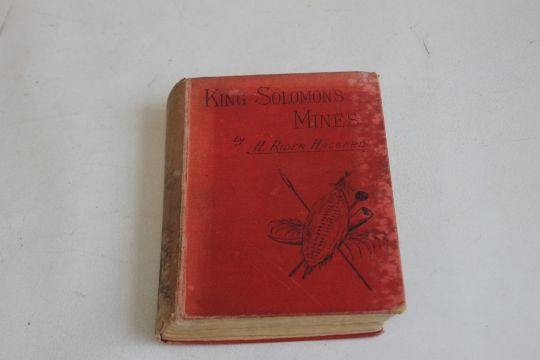 KING SOLOMON'S
MINES
by
H. RIDER HAGGARD